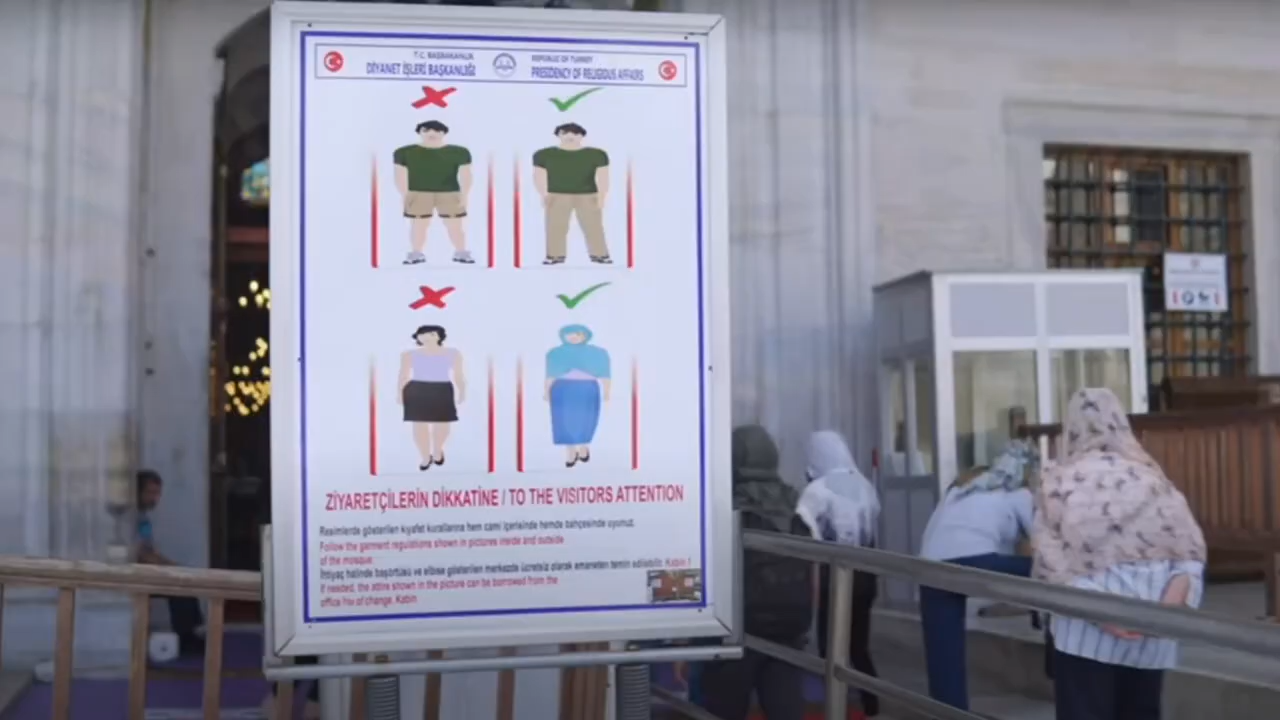 T.C. BAŞBAKANLIK
DİYANET İŞLERİ BAŞKANLIĞI
REPUBLIC OF TURKEY
PRESIDENCY OF RELIGIOUS AFFAIRS
ZİYARETÇİLERİN DİKKATİNE / TO THE VISITORS ATTENTION
Resimlerde gösterilen kıyafet kurallarına hem cami içerisinde hemde bahçesinde uyunuz.
Follow the garment regulations shown in pictures inside and outside
of the mosque.
İhtiyaç halinde başörtüsü ve elbise gösterilen merkezde ücretsiz olarak emaneten temin edilebilir. Kabin !
If needed, the attire shown in the picture can be borrowed from the
office free of change. Kabin